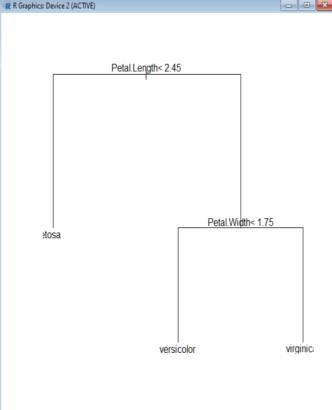 R Graphics: Device 2 (ACTIVE)
Petal.Length< 2.45
Petal.Width< 1.75
etosa
versicolor
virginic